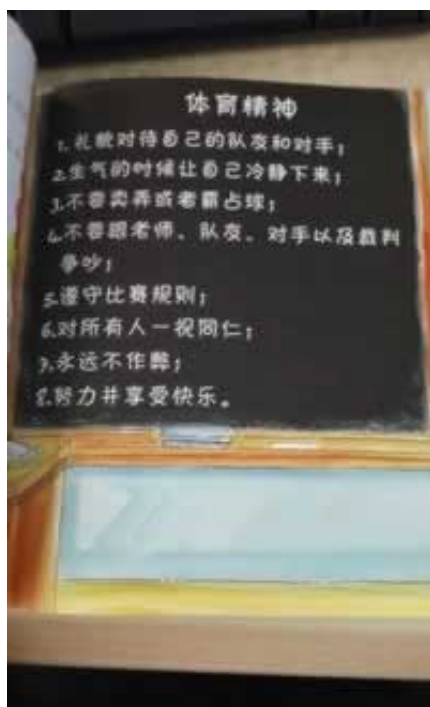 体育精神
1.礼貌对待自己的队友和对手；
2.生气的时候让自己冷静下来；
3.不要卖弄或者霸占球；
4.不要跟老师、队友、对手以及裁判
争吵；
5.遵守比赛规则；
6.对所有人一视同仁；
7.永远不作弊；
8.努力并享受快乐。